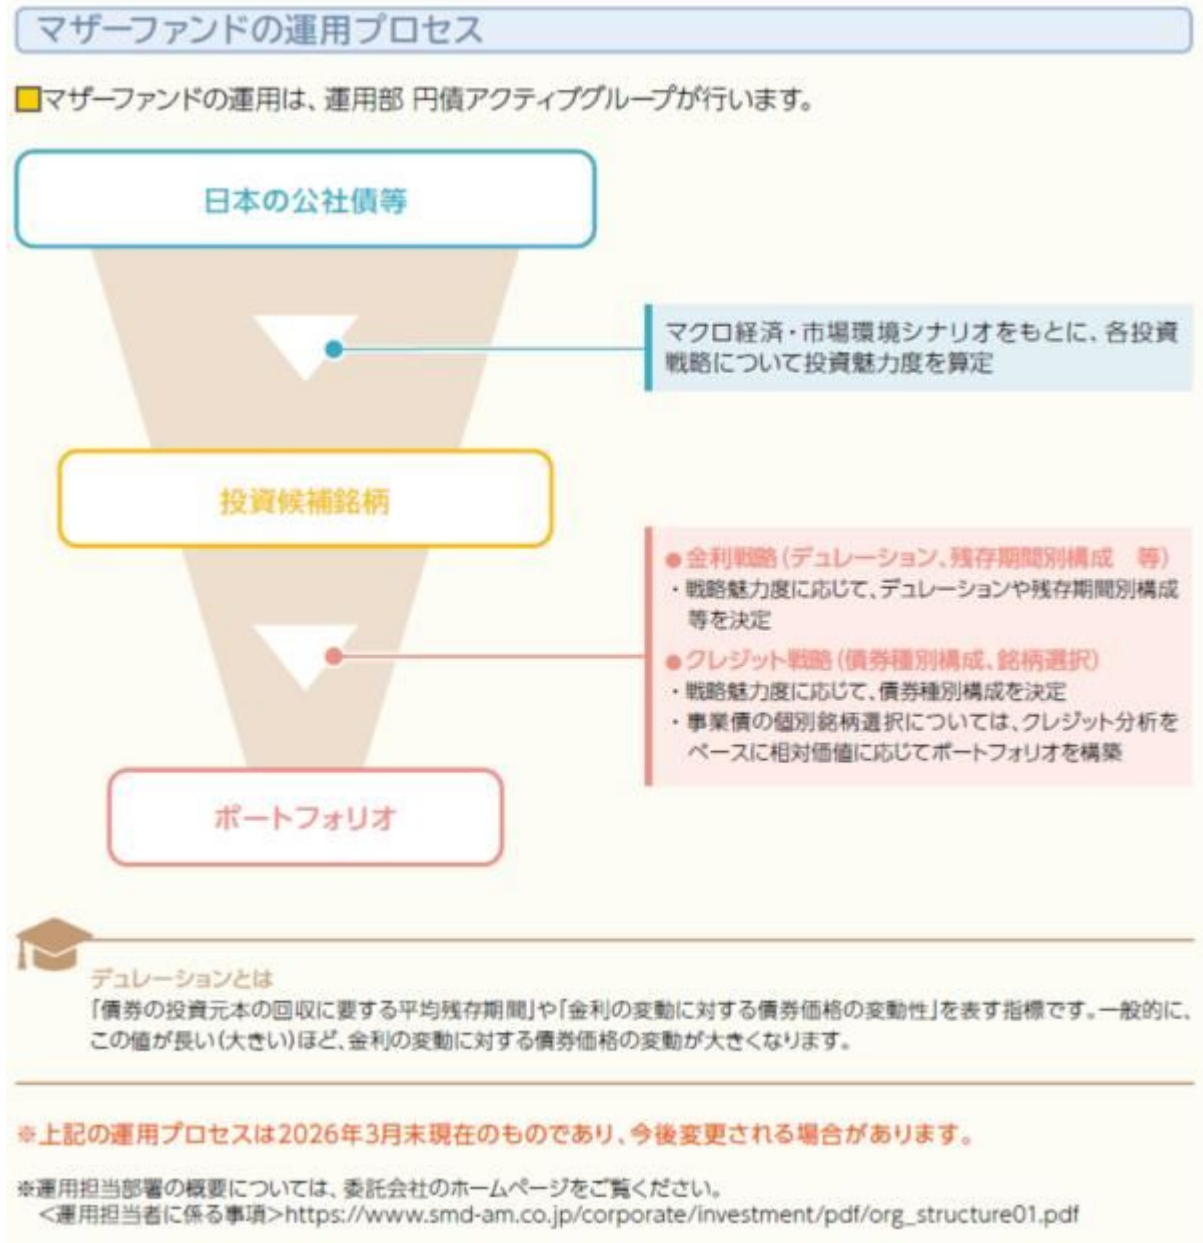 マザーファンドの運用プロセス
マザーファンドの運用は、運用部 円債アクティブグループが行います。
日本の公社債等
マクロ経済・市場環境シナリオをもとに、各投資
戦略について投資魅力度を算定
投資候補銘柄
●金利戦略(デュレーション、残存期間別構成　等)
・戦略魅力度に応じて、デュレーションや残存期間別構成
等を決定
●クレジット戦略(債券種別構成、銘柄選択)
・戦略魅力度に応じて、債券種別構成を決定
・事業債の個別銘柄選択については、クレジット分析を
ベースに相対価値に応じてポートフォリオを構築
ポートフォリオ
デュレーションとは
「債券の投資元本の回収に要する平均残存期間」や「金利の変動に対する債券価格の変動性」を表す指標です。一般的に、
この値が長い(大きい)ほど、金利の変動に対する債券価格の変動が大きくなります。
※上記の運用プロセスは2026年3月末現在のものであり、今後変更される場合があります。
※運用担当部署の概要については、委託会社のホームページをご覧ください。
<運用担当者に係る事項>https://www.smd-am.co.jp/corporate/investment/pdf/org_structure01.pdf